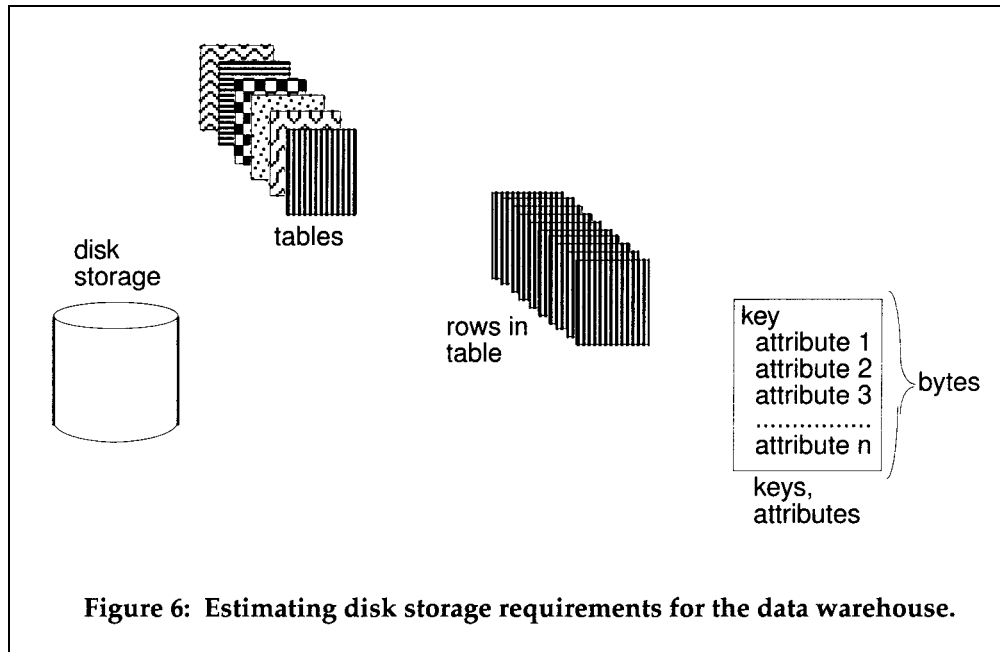 tables
disk
storage
rows in
table
key
attribute 1
attribute 2
attribute 3
................
attribute n
bytes
keys,
attributes
Figure 6: Estimating disk storage requirements for the data warehouse.